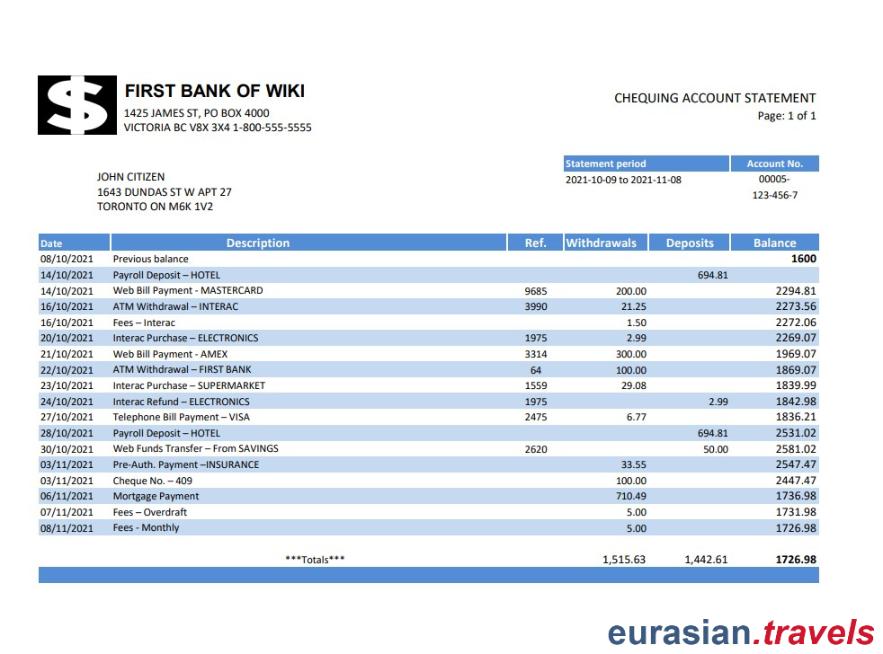 FIRST BANK OF WIKI
1425 JAMES ST, PO BOX 4000
VICTORIA BC V8X 3X4 1-800-555-5555
CHEQUING ACCOUNT STATEMENT
Page: 1 of 1
JOHN CITIZEN
1643 DUNDAS ST W APT 27
TORONTO ON M6K 1V2
Statement period Account No.
2021-10-09 to 2021-11-08 00005-
123-456-7
Date Description Ref. Withdrawals Deposits Balance
08/10/2021 Previous balance 1600
14/10/2021 Payroll Deposit – HOTEL 694.81
14/10/2021 Web Bill Payment - MASTERCARD 9685 200.00 2294.81
16/10/2021 ATM Withdrawal – INTERAC 3990 21.25 2273.56
16/10/2021 Fees – Interac 1.50 2272.06
20/10/2021 Interac Purchase – ELECTRONICS 1975 2.99 2269.07
21/10/2021 Web Bill Payment - AMEX 3314 300.00 1969.07
22/10/2021 ATM Withdrawal – FIRST BANK 64 100.00 1869.07
23/10/2021 Interac Purchase – SUPERMARKET 1559 29.08 1839.99
24/10/2021 Interac Refund – ELECTRONICS 1975 2.99 1842.98
27/10/2021 Telephone Bill Payment – VISA 2475 6.77 1836.21
28/10/2021 Payroll Deposit – HOTEL 694.81 2531.02
30/10/2021 Web Funds Transfer – From SAVINGS 2620 50.00 2581.02
03/11/2021 Pre-Auth. Payment –INSURANCE 33.55 2547.47
03/11/2021 Cheque No. – 409 100.00 2447.47
06/11/2021 Mortgage Payment 710.49 1736.98
07/11/2021 Fees – Overdraft 5.00 1731.98
08/11/2021 Fees - Monthly 5.00 1726.98
***Totals*** 1,515.63 1,442.61 1726.98
eurasian.travels